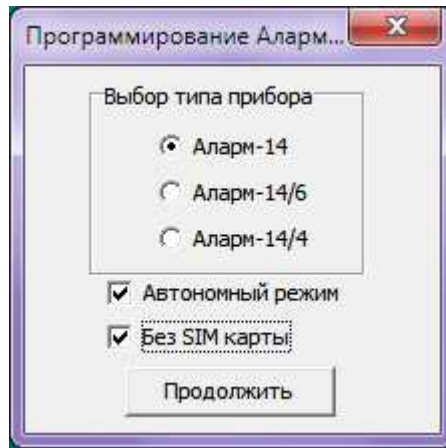 Программирование Аларм...
Выбор типа прибора
Аларм-14
Аларм-14/6
Аларм-14/4
Автономный режим
Без SIM карты
Продолжить